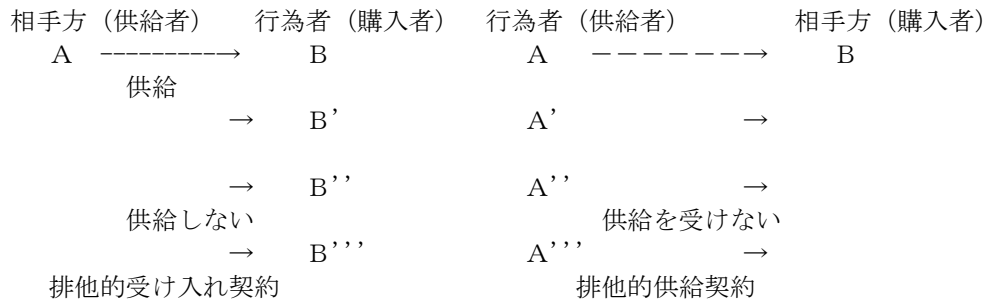 相手方（供給者） 行為者（購入者） 行為者（供給者） 相手方（購入者）
A ----------→ B A －－－－－－－→ B
供給
→ B’ A’ →
→ B’’ A’’ →
供給しない 供給を受けない
→ B’’’ A’’’ →
排他的受け入れ契約 排他的供給契約